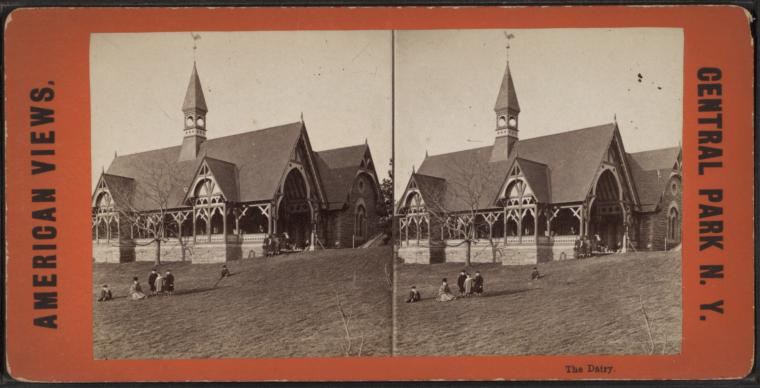 AMERICAN VIEWS.
CENTRAL PARK N. Y.
The Dairy.